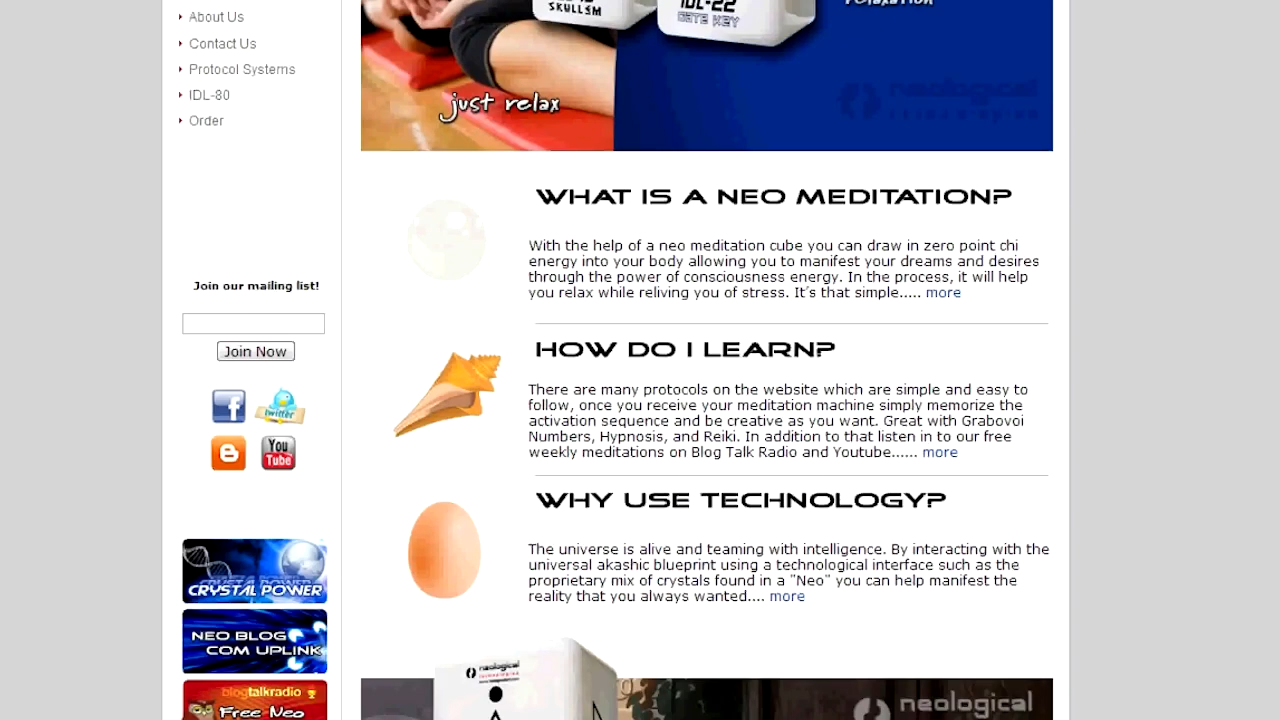 About Us
Contact Us
Protocol Systems
IDL-80
Order
Join our mailing list!
Join Now
twitter
You
Tube
CRYSTAL POWER
NEO BLOG
COM UPLINK
blogtalkradio
Free Neo
SKULLSM
IDL-22
GATE KEY
relaxation
just relax
neological
technologies
WHAT IS A NEO MEDITATION?
With the help of a neo meditation cube you can draw in zero point chi
energy into your body allowing you to manifest your dreams and desires
through the power of consciousness energy. In the process, it will help
you relax while reliving you of stress. It's that simple..... more
HOW DO I LEARN?
There are many protocols on the website which are simple and easy to
follow, once you receive your meditation machine simply memorize the
activation sequence and be creative as you want. Great with Grabovoi
Numbers, Hypnosis, and Reiki. In addition to that listen in to our free
weekly meditations on Blog Talk Radio and Youtube...... more
WHY USE TECHNOLOGY?
The universe is alive and teaming with intelligence. By interacting with the
universal akashic blueprint using a technological interface such as the
proprietary mix of crystals found in a "Neo" you can help manifest the
reality that you always wanted.... more
neological
technologies
neological